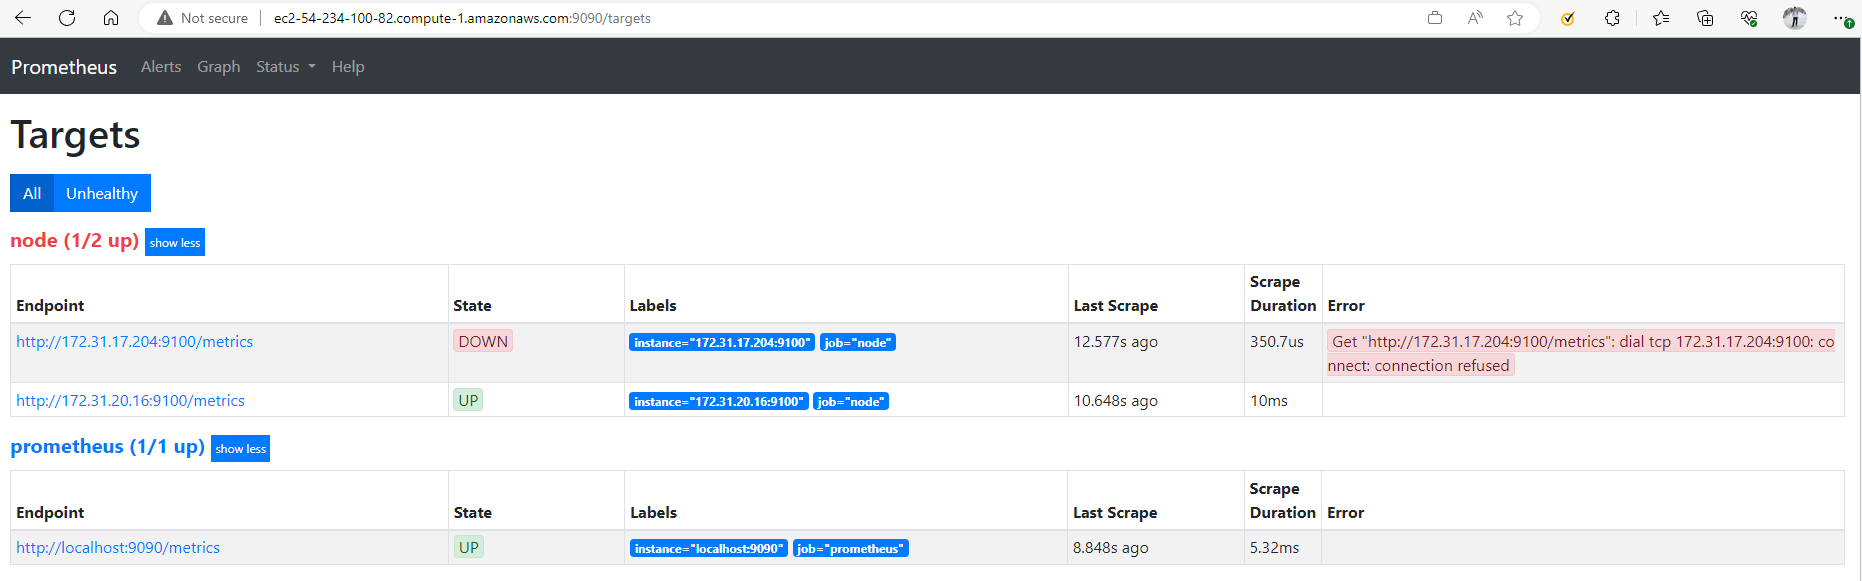 Not secure | ec2-54-234-100-82.compute-1.amazonaws.com:9090/targets
Prometheus Alerts Graph Status Help
Targets
All Unhealthy
node (1/2 up) show less
Endpoint State Labels Last Scrape Scrape Duration Error
http://172.31.17.204:9100/metrics DOWN instance="172.31.17.204:9100" job="node" 12.577s ago 350.7us Get "http://172.31.17.204:9100/metrics": dial tcp 172.31.17.204:9100: co
nnect: connection refused
http://172.31.20.16:9100/metrics UP instance="172.31.20.16:9100" job="node" 10.648s ago 10ms
prometheus (1/1 up) show less
Endpoint State Labels Last Scrape Scrape Duration Error
http://localhost:9090/metrics UP instance="localhost:9090" job="prometheus" 8.848s ago 5.32ms